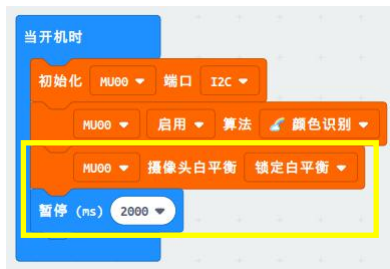 当开机时
初始化 MU00 端口 I2C
MU00 启用 算法 颜色识别
MU00 摄像头白平衡 锁定白平衡
暂停 (ms) 2000